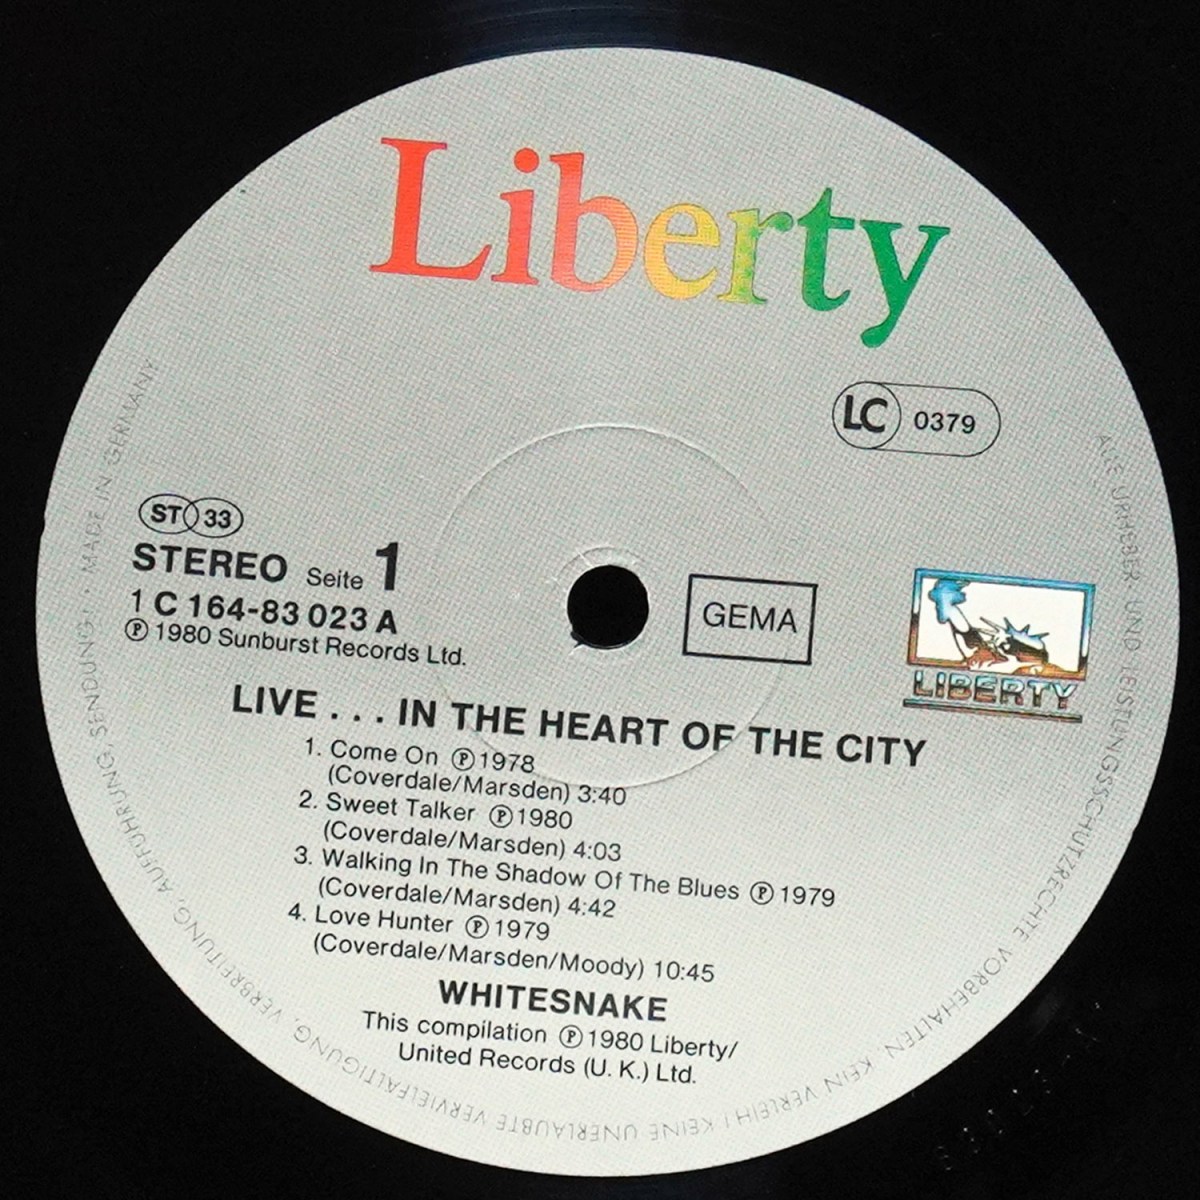 Liberty
LC 0379
ST 33
STEREO Seite 1
1 C 164-83 023 A
Ⓟ 1980 Sunburst Records Ltd.
GEMA
LIBERTY
LIVE . . . IN THE HEART OF THE CITY
1. Come On Ⓟ 1978
(Coverdale/Marsden) 3:40
2. Sweet Talker Ⓟ 1980
(Coverdale/Marsden) 4:03
3. Walking In The Shadow Of The Blues Ⓟ 1979
(Coverdale/Marsden) 4:42
4. Love Hunter Ⓟ 1979
(Coverdale/Marsden/Moody) 10:45
WHITESNAKE
This compilation Ⓟ 1980 Liberty/
United Records (U. K.) Ltd.
ALLE URHEBER- UND LEISTUNGSSCHUTZRECHTE VORBEHALTEN KEIN VERLEIH! KEINE UNERLAUBTE VERVIELFÄLTIGUNG, VERBREITUNG, AUFFÜHRUNG, SENDUNG! · MADE IN GERMANY